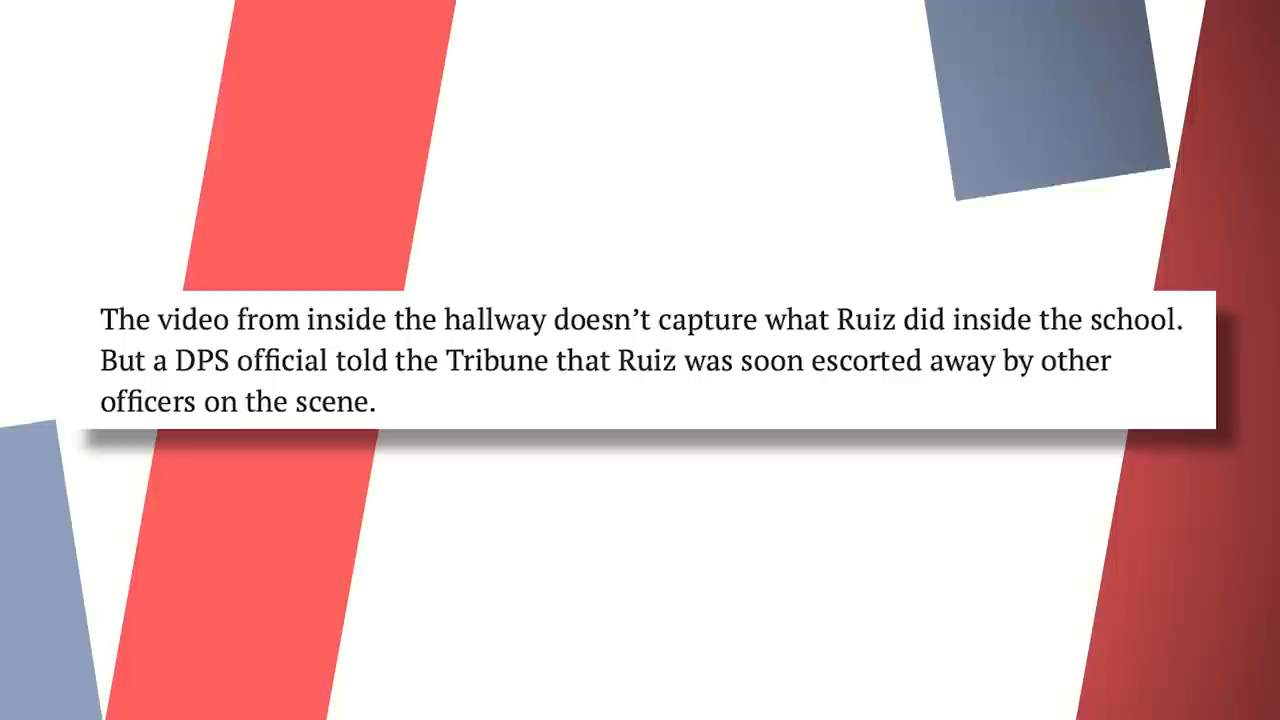 The video from inside the hallway doesn’t capture what Ruiz did inside the school.
But a DPS official told the Tribune that Ruiz was soon escorted away by other
officers on the scene.